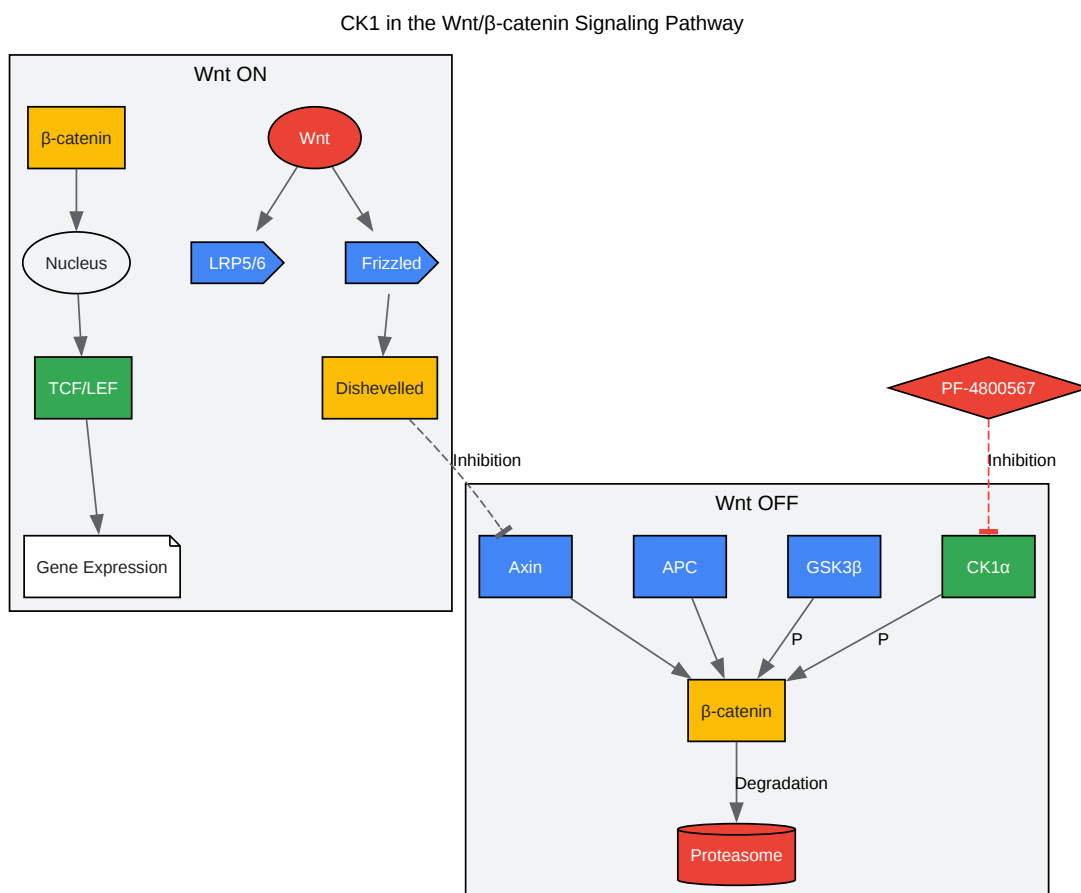 CK1 in the Wnt/β-catenin Signaling Pathway
Wnt ON
β-catenin
Wnt
Nucleus
LRP5/6
Frizzled
TCF/LEF
Dishevelled
PF-4800567
Inhibition
Inhibition
Gene Expression
Wnt OFF
Axin
APC
GSK3β
CK1α
P
P
β-catenin
Degradation
Proteasome